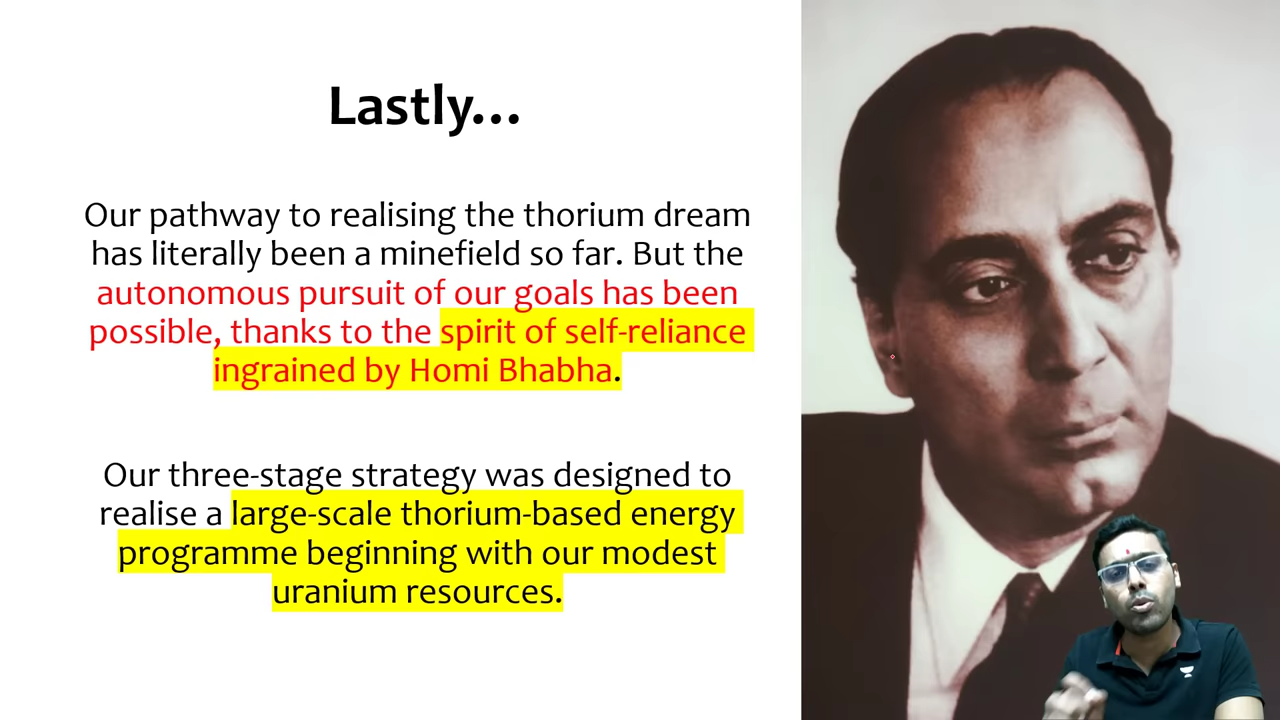 Lastly...
Our pathway to realising the thorium dream
has literally been a minefield so far. But the
autonomous pursuit of our goals has been
possible, thanks to the spirit of self-reliance
ingrained by Homi Bhabha.
Our three-stage strategy was designed to
realise a large-scale thorium-based energy
programme beginning with our modest
uranium resources.